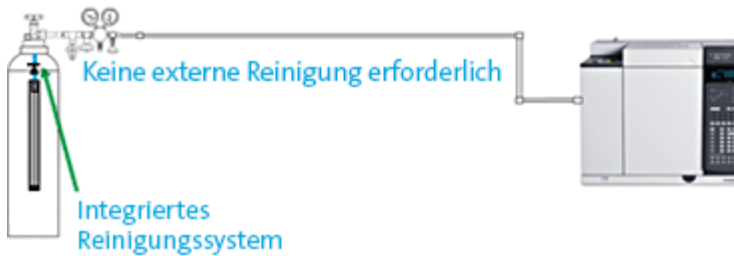 Keine externe Reinigung erforderlich
Integriertes
Reinigungssystem